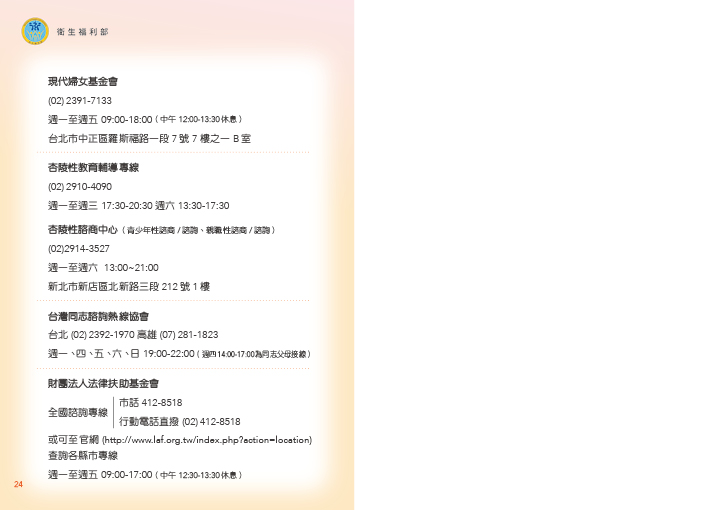 衛生福利部
現代婦女基金會
(02) 2391-7133
週一至週五 09:00-18:00 ( 中午 12:00-13:30 休息 )
台北市中正區羅斯福路一段 7 號 7 樓之一 B 室
杏陵性教育輔導專線
(02) 2910-4090
週一至週三 17:30-20:30 週六 13:30-17:30
杏陵性諮商中心 ( 青少年性諮商 / 諮詢、親職性諮商 / 諮詢 )
(02)2914-3527
週一至週六 13:00~21:00
新北市新店區北新路三段 212 號 1 樓
台灣同志諮詢熱線協會
台北 (02) 2392-1970 高雄 (07) 281-1823
週一、四、五、六、日 19:00-22:00 ( 週四 14:00-17:00 為同志父母接線 )
財團法人法律扶助基金會
全國諮詢專線
市話 412-8518
行動電話直撥 (02) 412-8518
或可至官網 (http://www.laf.org.tw/index.php?action=location)
查詢各縣市專線
週一至週五 09:00-17:00 ( 中午 12:30-13:30 休息 )
24